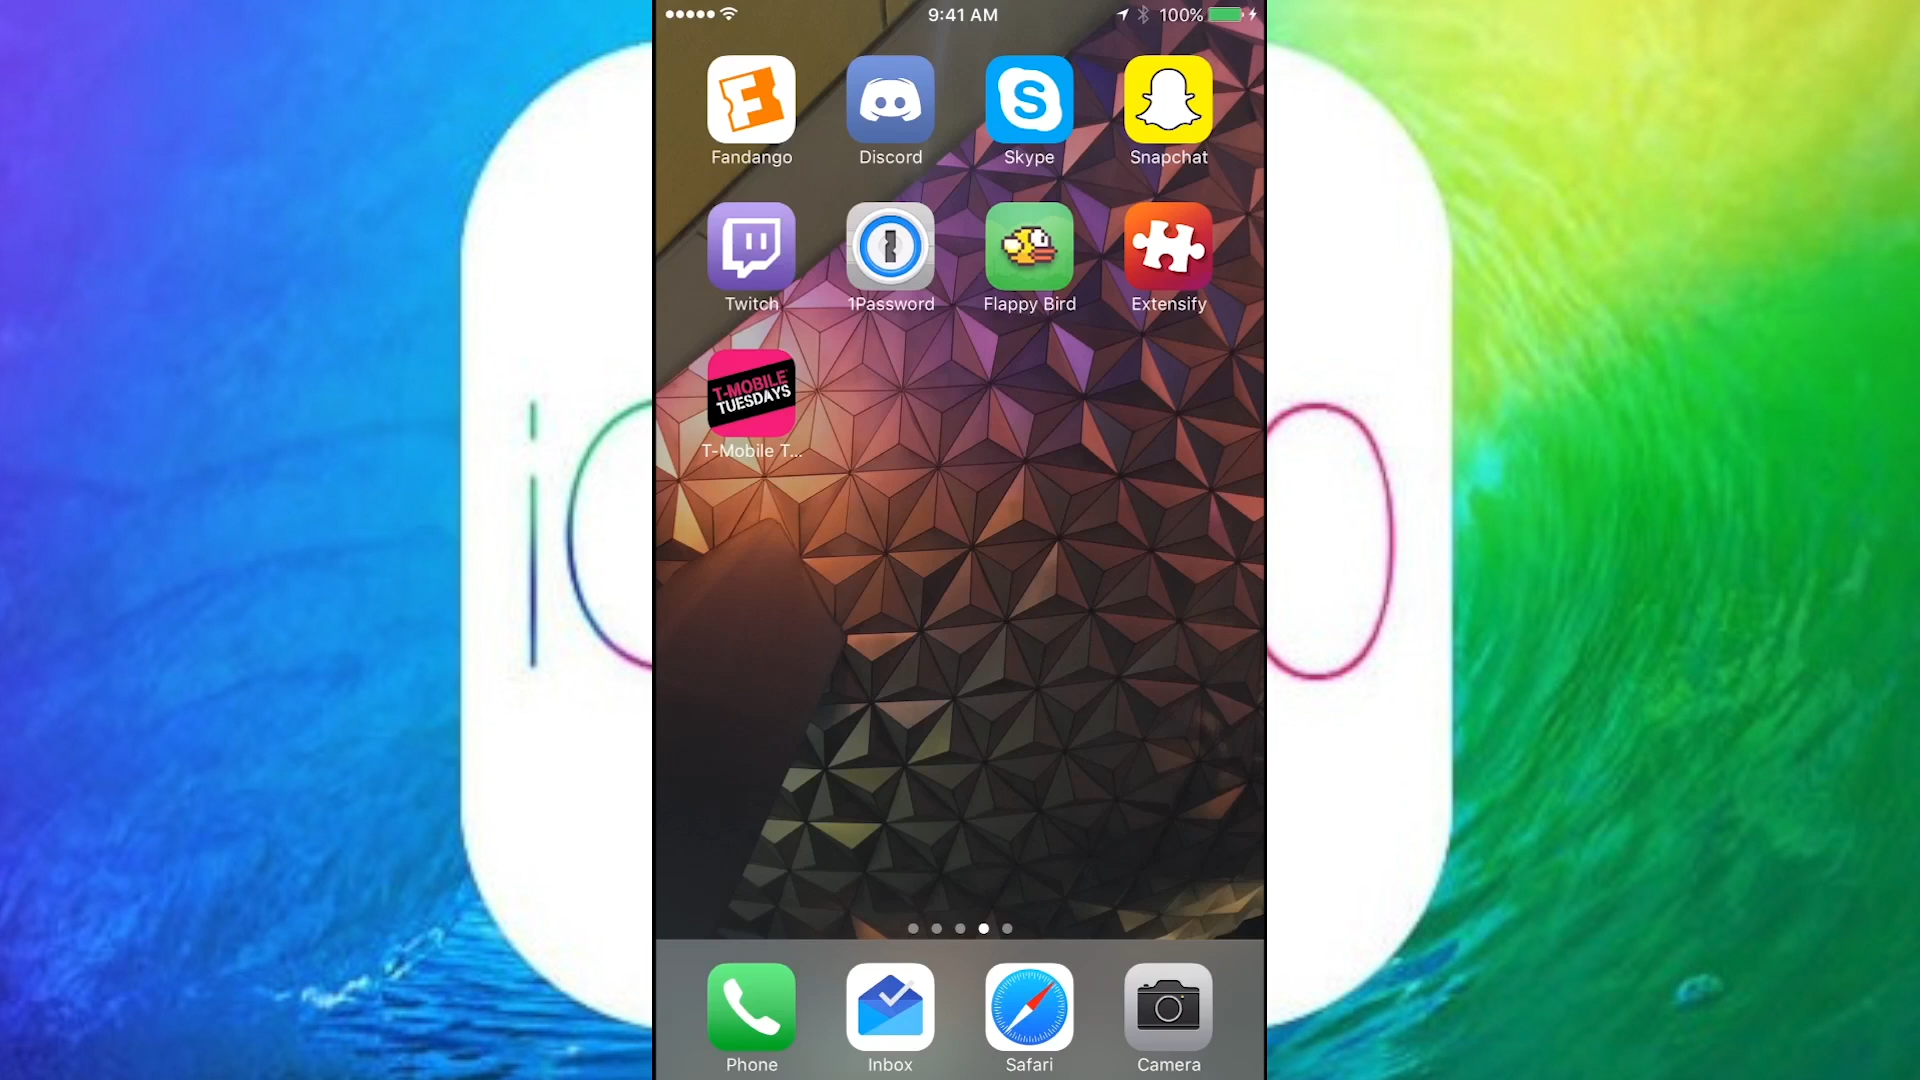 9:41 AM
100%
Fandango
Discord
Skype
Snapchat
Twitch
1Password
Flappy Bird
Extensify
T-MOBILE
TUESDAYS
T-Mobile T...
Phone
Inbox
Safari
Camera